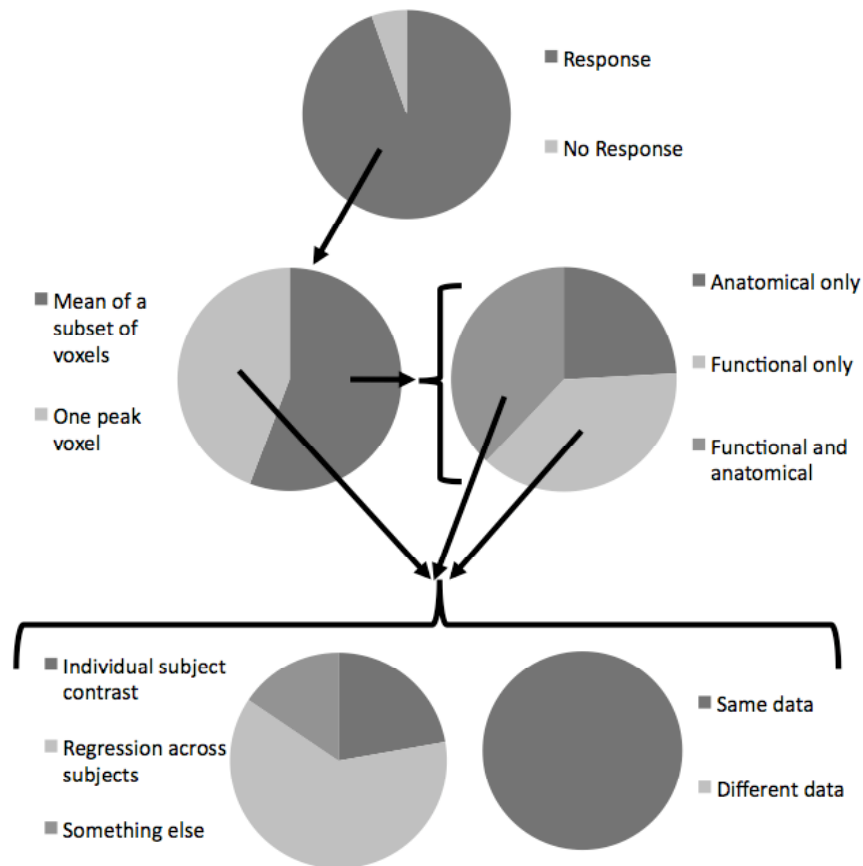 Response
No Response
Mean of a
subset of
voxels
One peak
voxel
Anatomical only
Functional only
Functional and
anatomical
Individual subject
contrast
Regression across
subjects
Something else
Same data
Different data